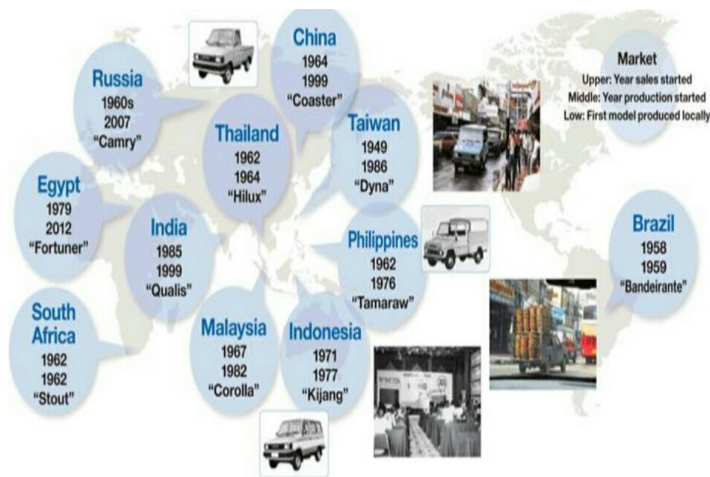 China
1964
1999
“Coaster”
Market
Upper: Year sales started
Middle: Year production started
Low: First model produced locally
Russia
1960s
2007
“Camry”
Thailand
1962
1964
“Hilux”
Taiwan
1949
1986
“Dyna”
Egypt
1979
2012
“Fortuner”
India
1985
1999
“Qualis”
Philippines
1962
1976
“Tamaraw”
Brazil
1958
1959
“Bandeirante”
South
Africa
1962
1962
“Stout”
Malaysia
1967
1982
“Corolla”
Indonesia
1971
1977
“Kijang”